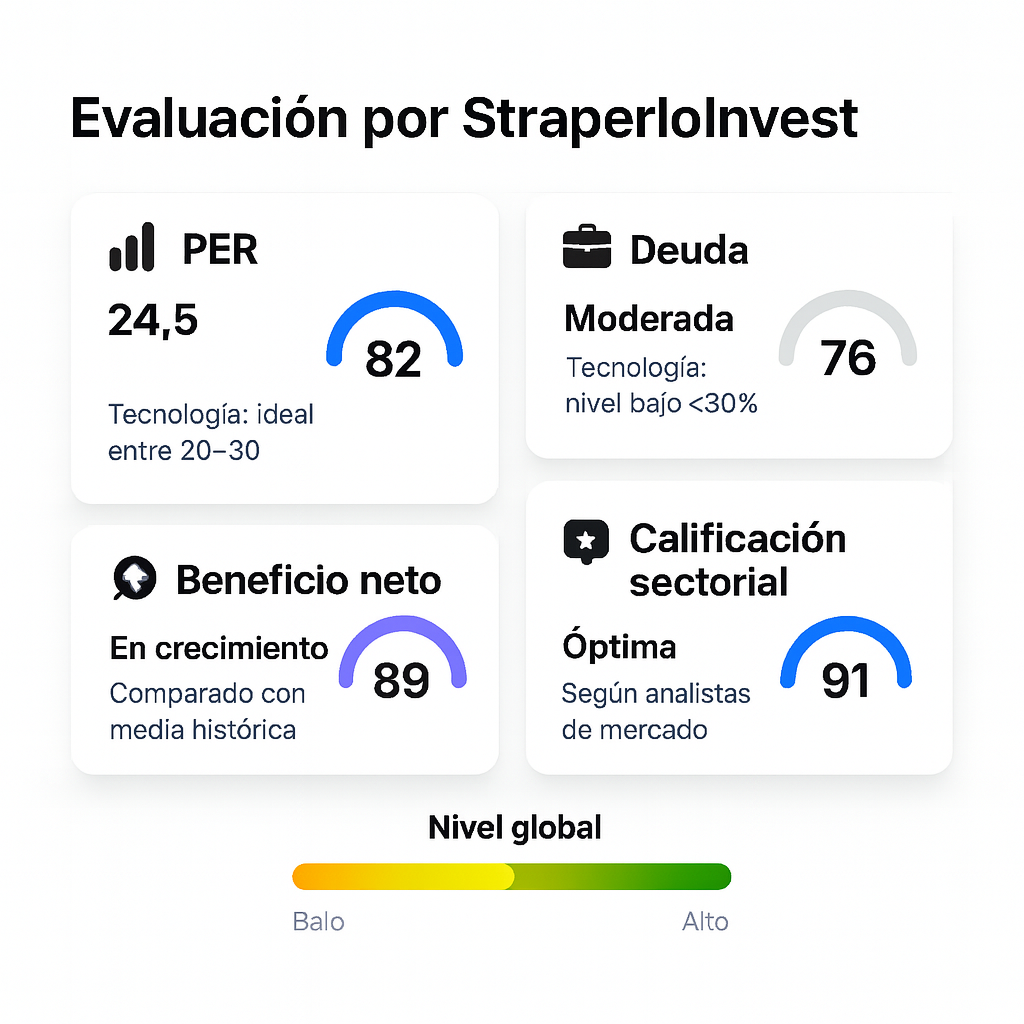 Evaluación por StraperloInvest
PER
24,5
82
Tecnología: ideal
entre 20–30
Deuda
Moderada
76
Tecnología:
nivel bajo <30%
Beneficio neto
En crecimiento
89
Comparado con
media histórica
Calificación
sectorial
Óptima
91
Según analistas
de mercado
Nivel global
Balo
Alto